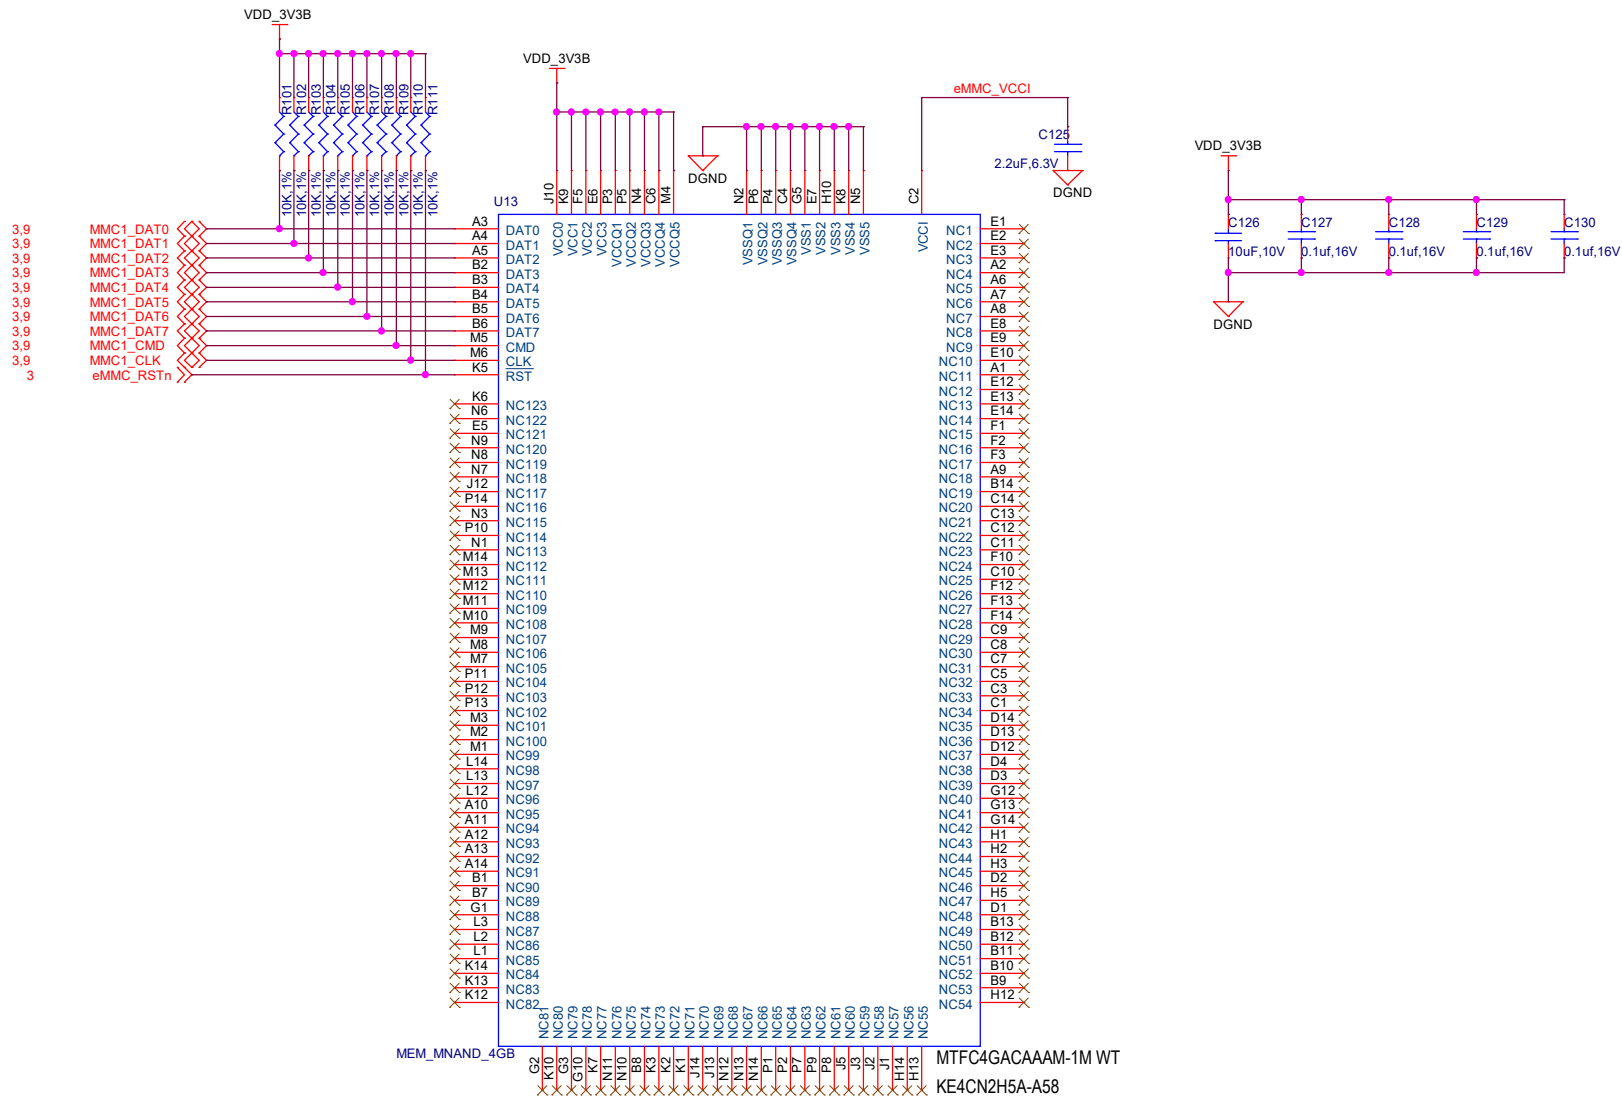 VDD_3V3B
R101
R102
R103
R104
R105
R106
R107
R108
R109
R110
R111
10K,1%
10K,1%
10K,1%
10K,1%
10K,1%
10K,1%
10K,1%
10K,1%
10K,1%
10K,1%
10K,1%
VDD_3V3B
eMMC_VCCI
C125
2.2uF,6.3V
DGND
DGND
VDD_3V3B
C126
10uF,10V
C127
0.1uf,16V
C128
0.1uf,16V
C129
0.1uf,16V
C130
0.1uf,16V
DGND
U13
J10 K9 F5 E6 P3 P5 N4 C6 M4
N2 P6 P4 C4 G5 E7 H10 K8 N5
C2
VCC0 VCC1 VCC2 VCC3 VCCQ1 VCCQ2 VCCQ3 VCCQ4 VCCQ5
VSSQ1 VSSQ2 VSSQ3 VSSQ4 VSS1 VSS2 VSS3 VSS4 VSS5
VCCI
3,9 MMC1_DAT0 A3 DAT0
3,9 MMC1_DAT1 A4 DAT1
3,9 MMC1_DAT2 A5 DAT2
3,9 MMC1_DAT3 B2 DAT3
3,9 MMC1_DAT4 B3 DAT4
3,9 MMC1_DAT5 B4 DAT5
3,9 MMC1_DAT6 B5 DAT6
3,9 MMC1_DAT7 B6 DAT7
3,9 MMC1_CMD M5 CMD
3,9 MMC1_CLK M6 CLK
3 eMMC_RSTn K5 RST
K6 NC123
N6 NC122
E5 NC121
N9 NC120
N8 NC119
N7 NC118
J12 NC117
P14 NC116
N3 NC115
P10 NC114
N1 NC113
M14 NC112
M13 NC111
M12 NC110
M11 NC109
M10 NC108
M9 NC107
M8 NC106
M7 NC105
P11 NC104
P12 NC103
P13 NC102
M3 NC101
M2 NC100
M1 NC99
L14 NC98
L13 NC97
L12 NC96
A10 NC95
A11 NC94
A12 NC93
A13 NC92
A14 NC91
B1 NC90
B7 NC89
G1 NC88
L3 NC87
L2 NC86
L1 NC85
K14 NC84
K13 NC83
K12 NC82
NC1 E1
NC2 E2
NC3 E3
NC4 A2
NC5 A6
NC6 A7
NC7 A8
NC8 E8
NC9 E9
NC10 E10
NC11 A1
NC12 E12
NC13 E13
NC14 E14
NC15 F1
NC16 F2
NC17 F3
NC18 A9
NC19 B14
NC20 C14
NC21 C13
NC22 C12
NC23 C11
NC24 F10
NC25 C10
NC26 F12
NC27 F13
NC28 F14
NC29 C9
NC30 C8
NC31 C7
NC32 C5
NC33 C3
NC34 C1
NC35 D14
NC36 D13
NC37 D12
NC38 D4
NC39 D3
NC40 G12
NC41 G13
NC42 G14
NC43 H1
NC44 H2
NC45 H3
NC46 D2
NC47 H5
NC48 D1
NC49 B13
NC50 B12
NC51 B11
NC52 B10
NC53 B9
NC54 H12
NC81 NC80 NC79 NC78 NC77 NC76 NC75 NC74 NC73 NC72 NC71 NC70 NC69 NC68 NC67 NC66 NC65 NC64 NC63 NC62 NC61 NC60 NC59 NC58 NC57 NC56 NC55
G2 K10 G3 G10 K7 N11 N10 B8 K3 K2 K1 J14 J13 N12 N13 N14 P1 P2 P7 P9 P8 J5 J3 J2 J1 H14 H13
MEM_MNAND_4GB
MTFC4GACAAAM-1M WT
KE4CN2H5A-A58